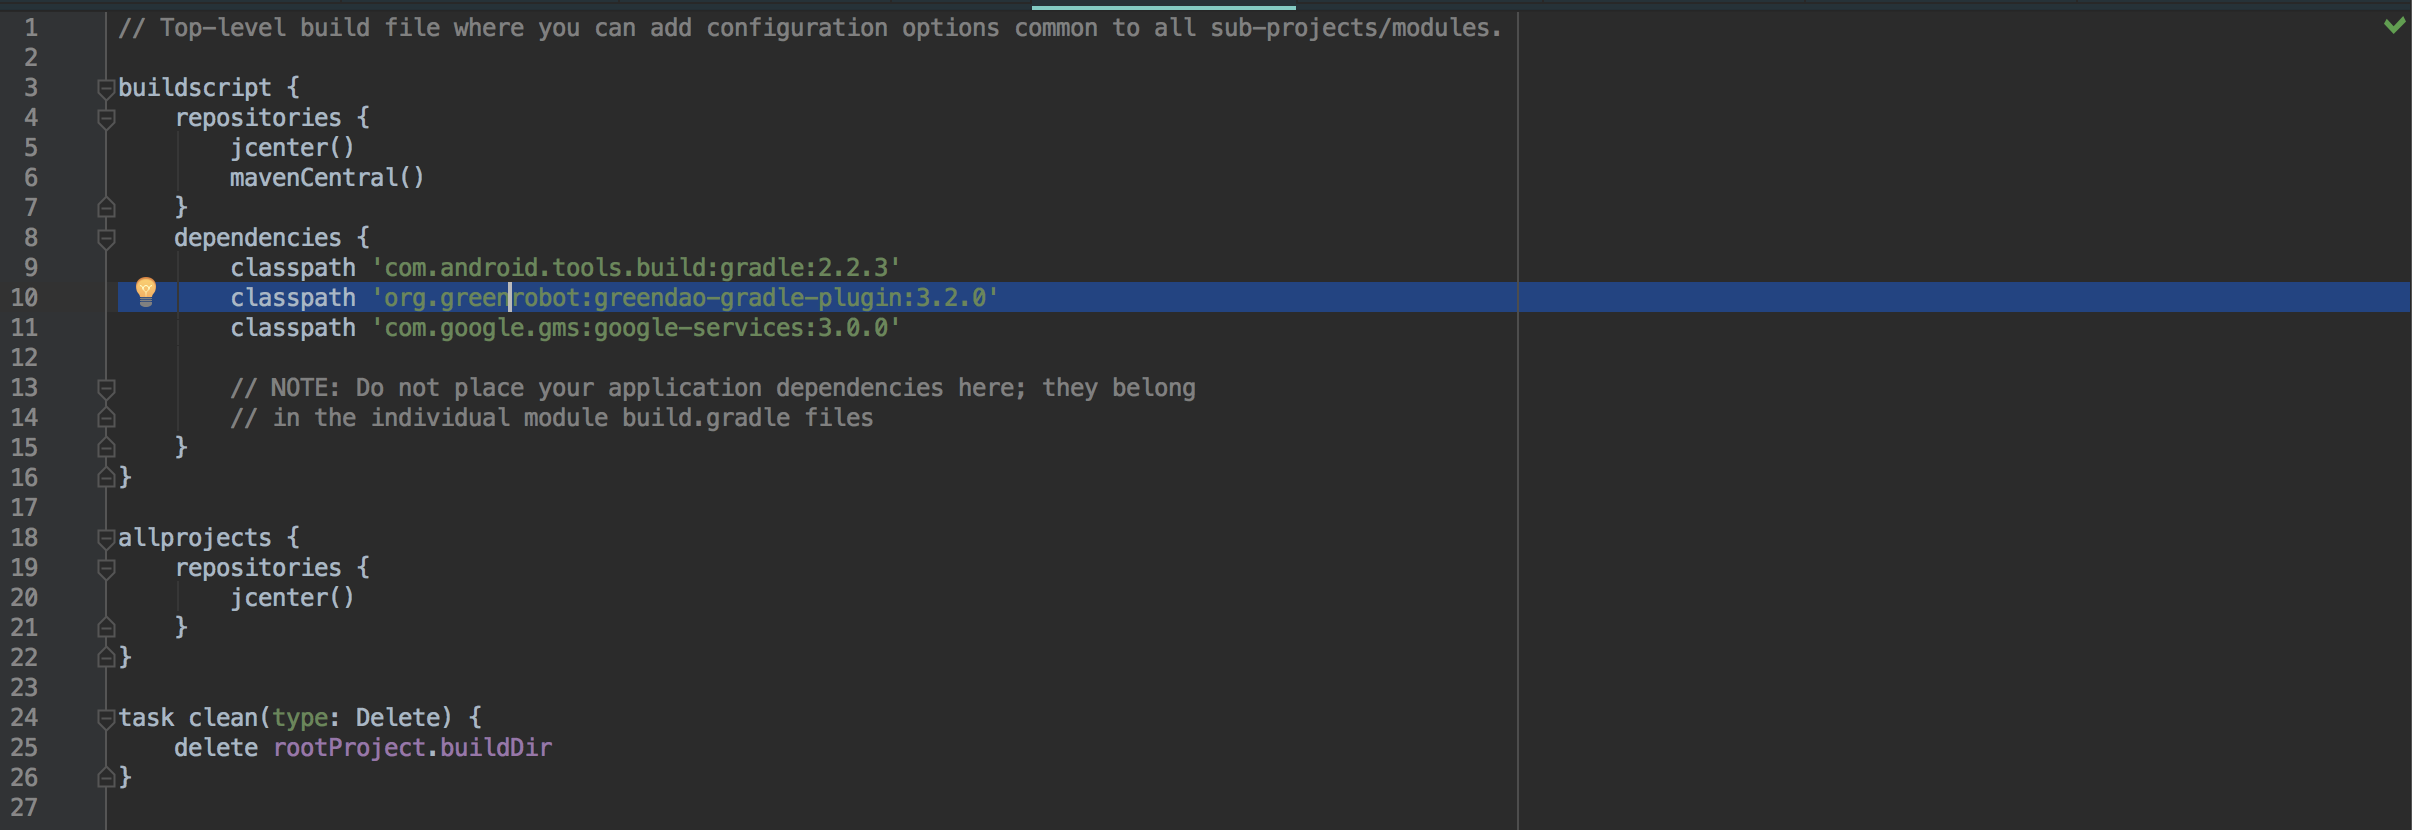 1 // Top-level build file where you can add configuration options common to all sub-projects/modules.
2
3 buildscript {
4     repositories {
5         jcenter()
6         mavenCentral()
7     }
8     dependencies {
9         classpath 'com.android.tools.build:gradle:2.2.3'
10         classpath 'org.greenrobot:greendao-gradle-plugin:3.2.0'
11         classpath 'com.google.gms:google-services:3.0.0'
12
13         // NOTE: Do not place your application dependencies here; they belong
14         // in the individual module build.gradle files
15     }
16 }
17
18 allprojects {
19     repositories {
20         jcenter()
21     }
22 }
23
24 task clean(type: Delete) {
25     delete rootProject.buildDir
26 }
27